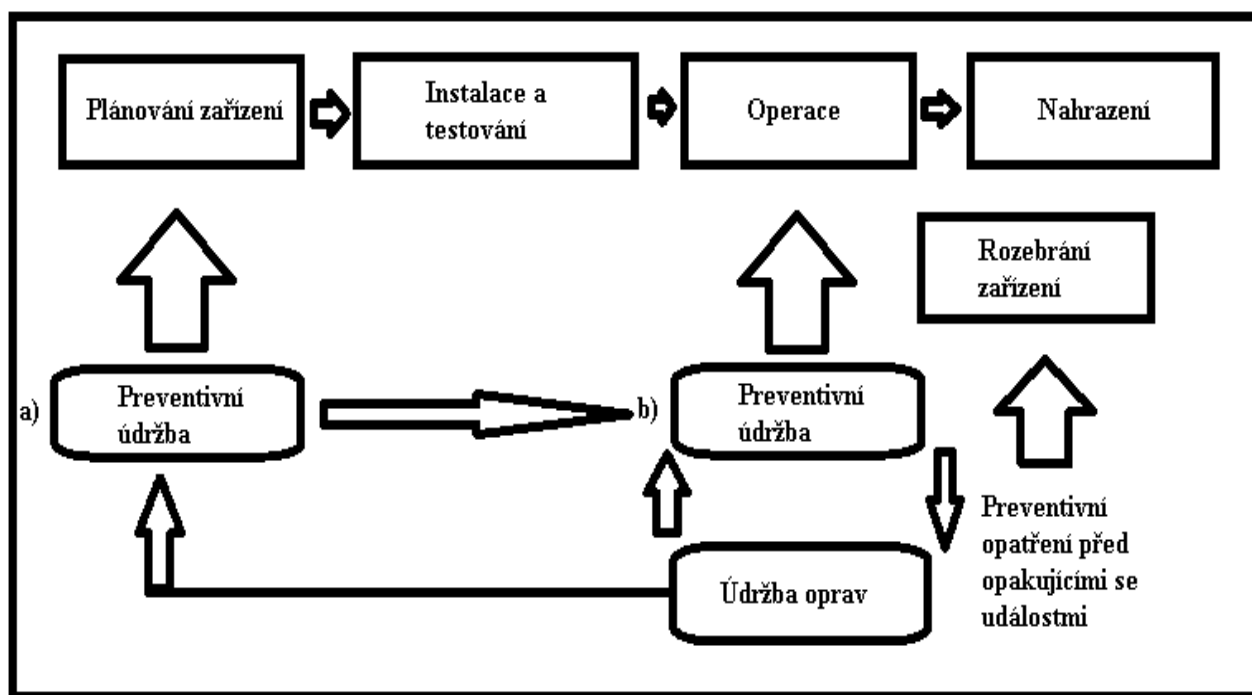 Plánování zařízení
Instalace a
testování
Operace
Nahrazení
Rozebrání
zařízení
a)
Preventivní
údržba
b)
Preventivní
údržba
Preventivní
opatření před
opakujícími se
událostmi
Údržba oprav